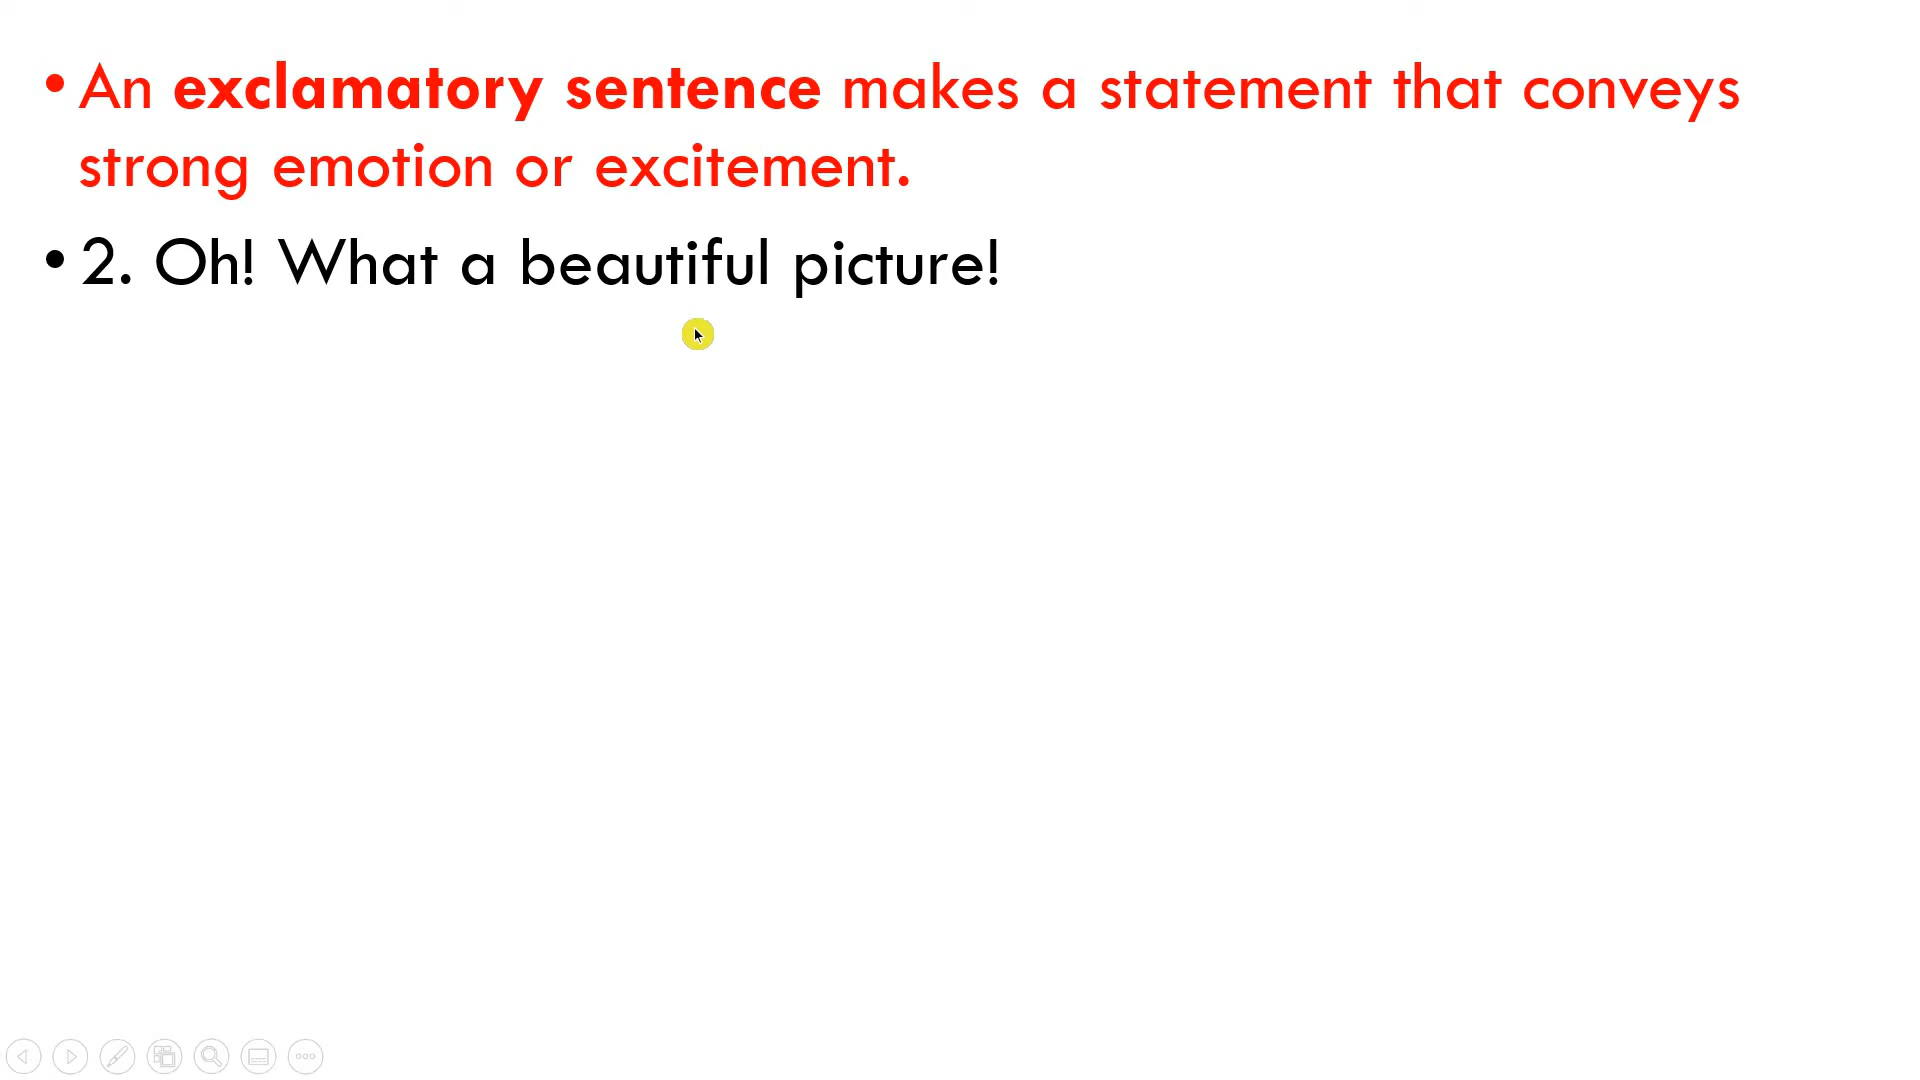 • An exclamatory sentence makes a statement that conveys
strong emotion or excitement.
• 2. Oh! What a beautiful picture!